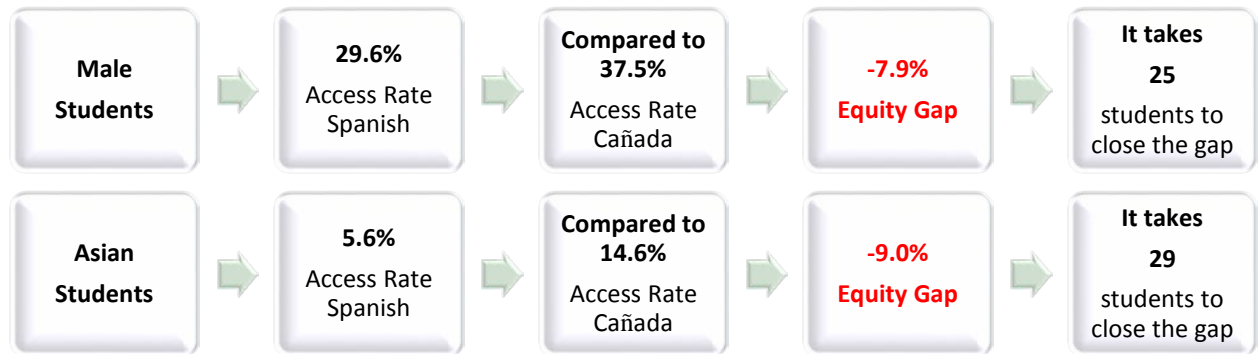 Male
Students
29.6%
Access Rate
Spanish
Compared to
37.5%
Access Rate
Cañada
-7.9%
Equity Gap
It takes
25
students to
close the gap
Asian
Students
5.6%
Access Rate
Spanish
Compared to
14.6%
Access Rate
Cañada
-9.0%
Equity Gap
It takes
29
students to
close the gap